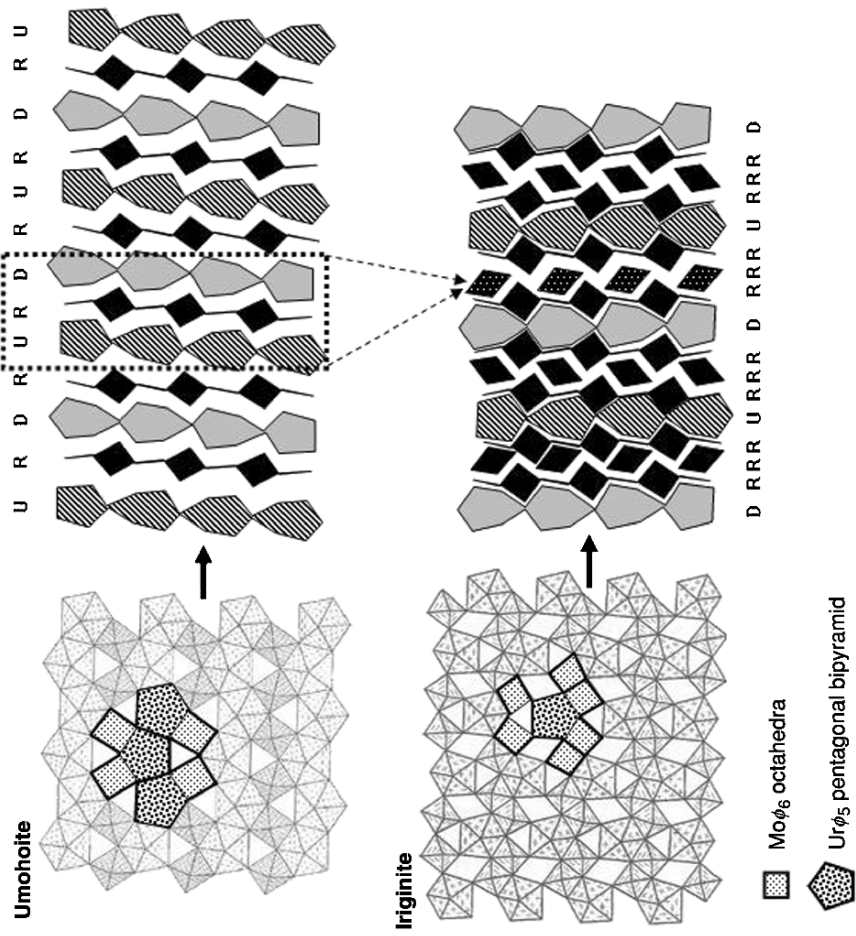 Umohoite
U R D R U R D R U R D R U
Iriginite
D RRR U RRR D RRR U RRR D
Moϕ₆ octahedra
Urϕ₅ pentagonal bipyramid